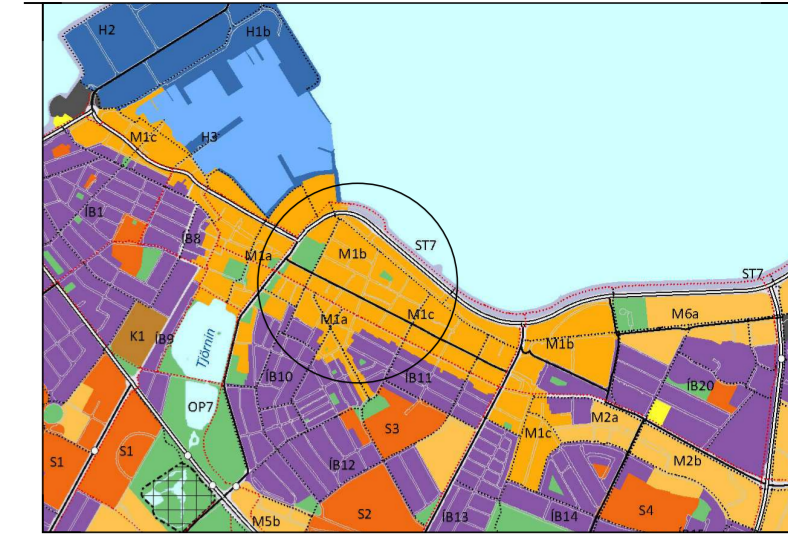 H2
H1b
M1c
H3
ÍB1
ÍB8
M1a
M1b
ST7
ST7
M6a
M1a
M1c
M1b
K1
ÍB9
Tjörnin
ÍB10
ÍB11
ÍB20
OP7
M2a
S3
M1c
S1
S1
ÍB12
M2b
M5b
S2
ÍB13
ÍB14
S4